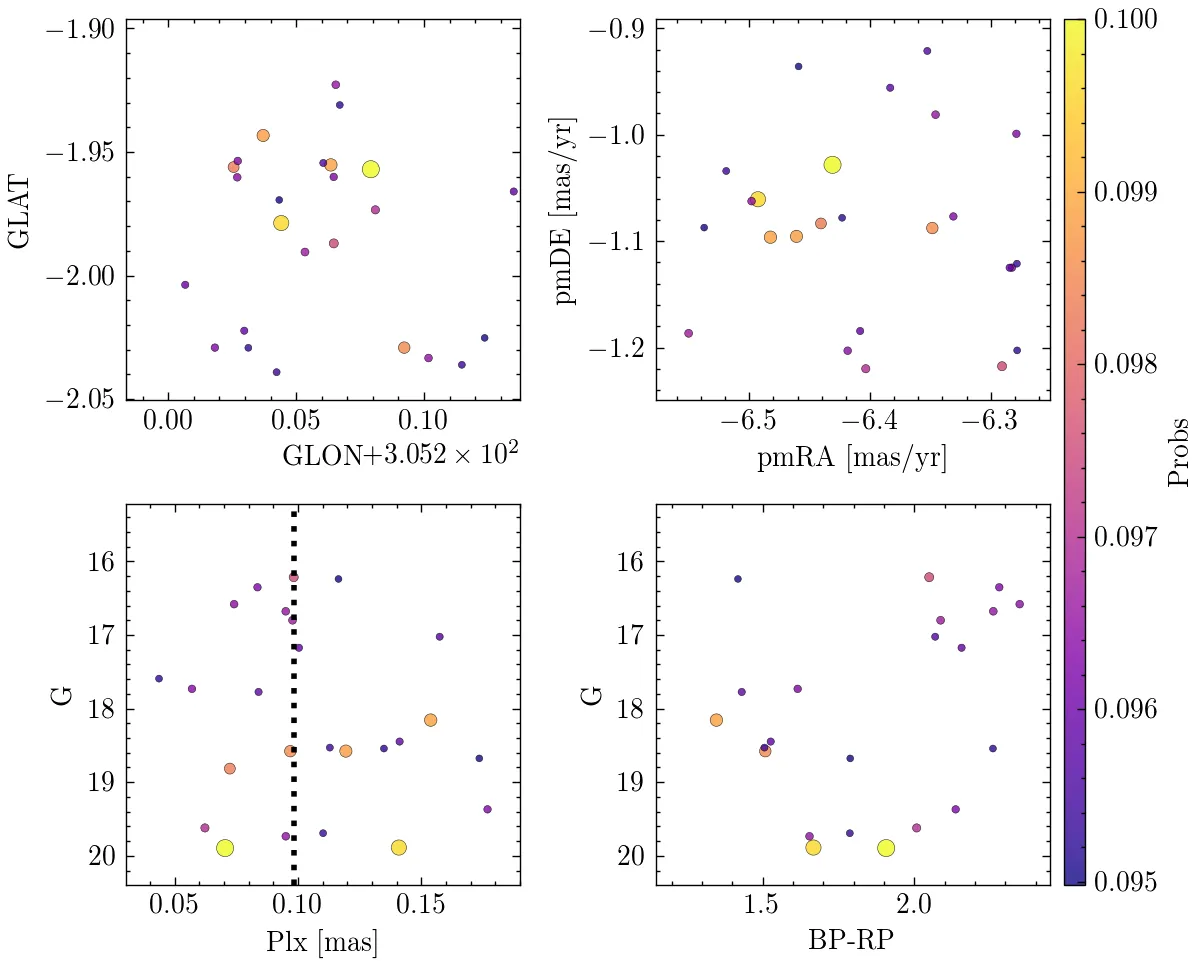 −1.90
−1.95
−2.00
−2.05
GLAT
0.00 0.05 0.10
GLON+3.052 × 10²
−0.9
−1.0
−1.1
−1.2
pmDE [mas/yr]
−6.5 −6.4 −6.3
pmRA [mas/yr]
16
17
18
19
20
G
0.05 0.10 0.15
Plx [mas]
16
17
18
19
20
G
1.5 2.0
BP-RP
0.100
0.099
0.098
0.097
0.096
0.095
Probs